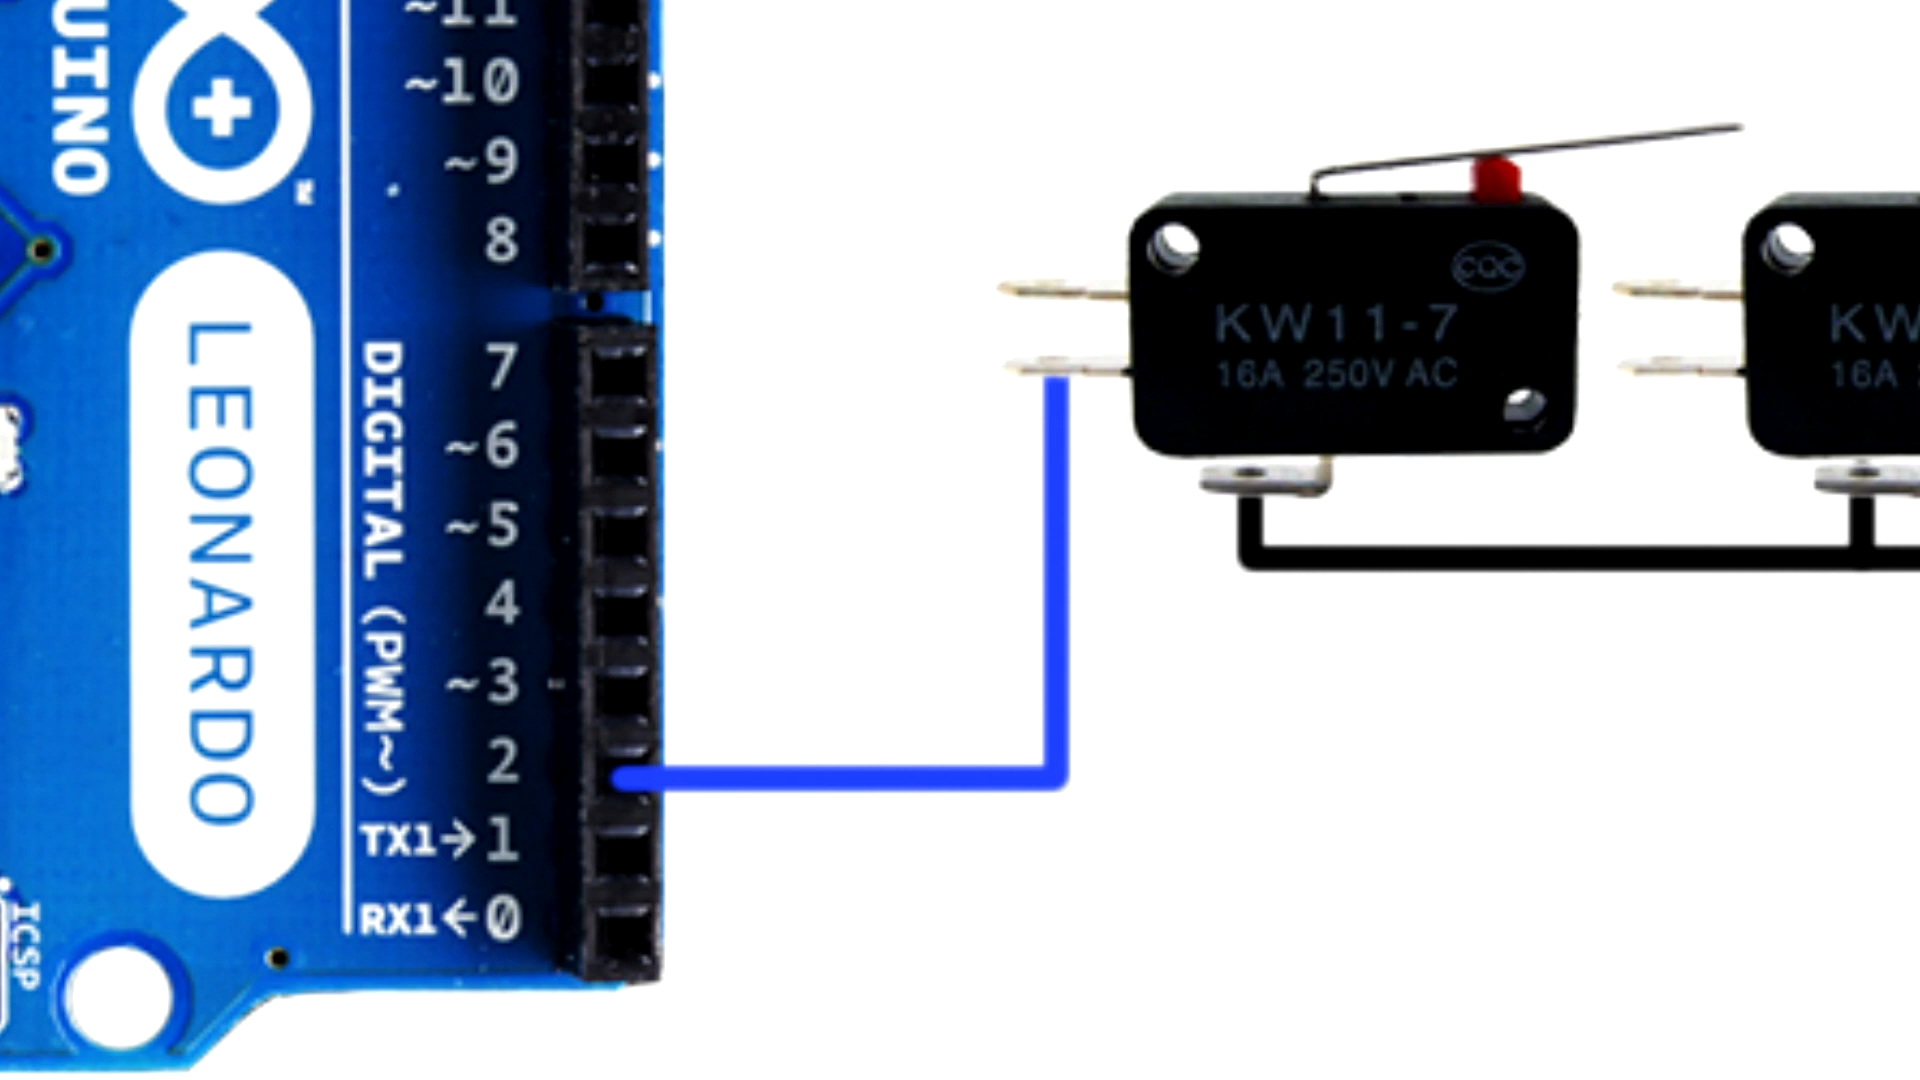 UINO
LEONARDO
DIGITAL (PWM~)
~11
~10
~9
8
7
~6
~5
4
~3
2
TX1→1
RX1←0
ICSP
CQC
KW11-7
16A 250V AC
KW
16A